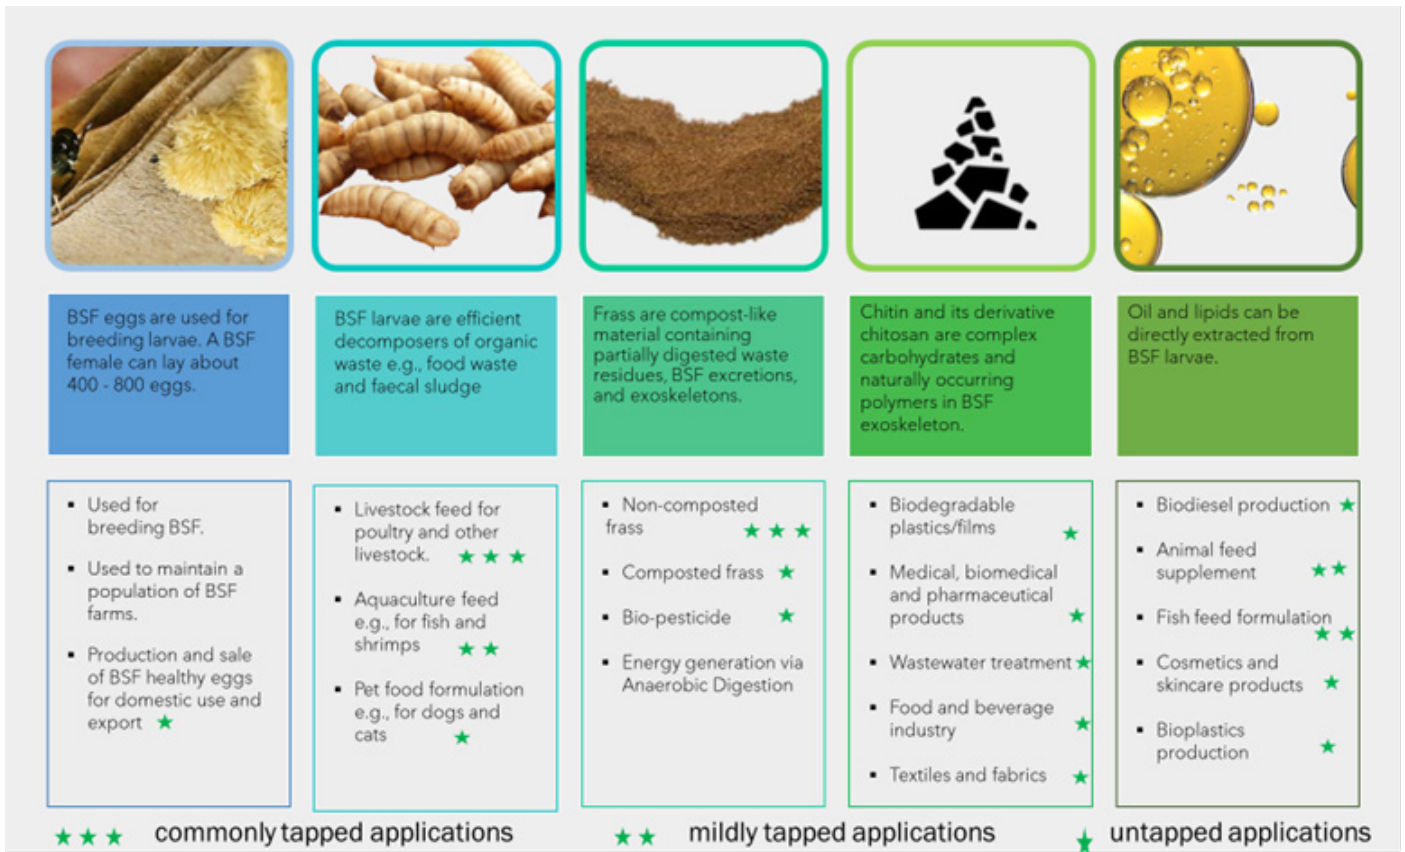 BSF eggs are used for
breeding larvae. A BSF
female can lay about
400 - 800 eggs.
BSF larvae are efficient
decomposers of organic
waste e.g., food waste
and faecal sludge
Frass are compost-like
material containing
partially digested waste
residues, BSF excretions,
and exoskeletons.
Chitin and its derivative
chitosan are complex
carbohydrates and
naturally occurring
polymers in BSF
exoskeleton.
Oil and lipids can be
directly extracted from
BSF larvae.
▪ Used for
breeding BSF.
▪ Used to maintain a
population of BSF
farms.
▪ Production and sale
of BSF healthy eggs
for domestic use and
export ★
▪ Livestock feed for
poultry and other
livestock. ★ ★ ★
▪ Aquaculture feed
e.g., for fish and
shrimps ★ ★
▪ Pet food formulation
e.g., for dogs and
cats ★
▪ Non-composted
frass ★ ★ ★
▪ Composted frass ★
▪ Bio-pesticide ★
▪ Energy generation via
Anaerobic Digestion
▪ Biodegradable
plastics/films ★
▪ Medical, biomedical
and pharmaceutical
products ★
▪ Wastewater treatment ★
▪ Food and beverage
industry ★
▪ Textiles and fabrics ★
▪ Biodiesel production ★
▪ Animal feed
supplement ★ ★
▪ Fish feed formulation
★ ★
▪ Cosmetics and
skincare products ★
▪ Bioplastics
production ★
★ ★ ★ commonly tapped applications
★ ★ mildly tapped applications
★ untapped applications